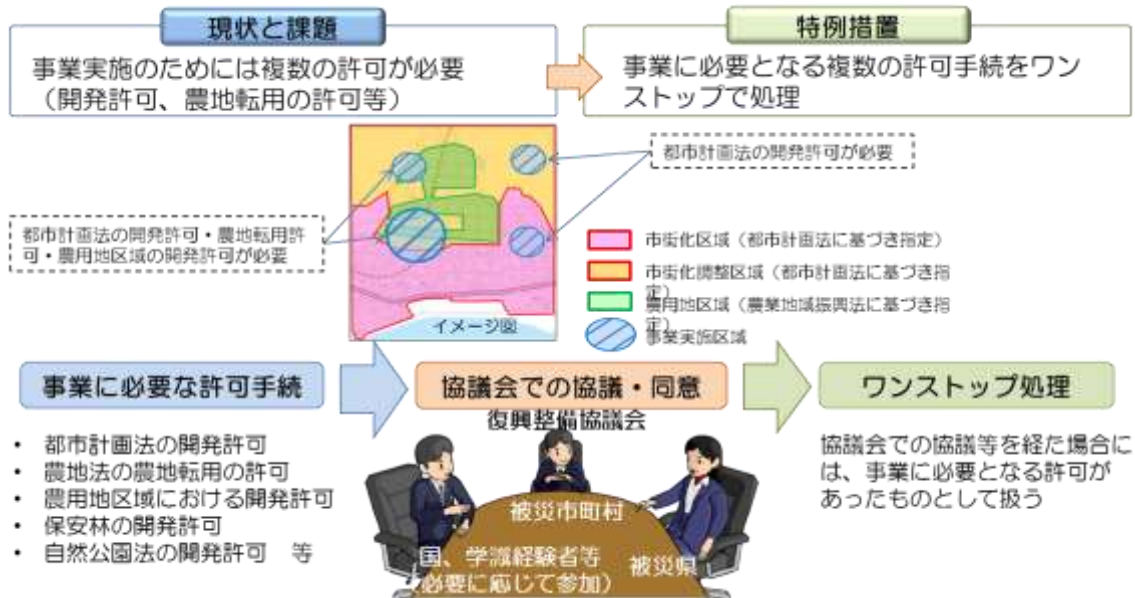 現状と課題
事業実施のためには複数の許可が必要
（開発許可、農地転用の許可等）
特例措置
事業に必要となる複数の許可手続をワン
ストップで処理
都市計画法の開発許可が必要
都市計画法の開発許可・農地転用許
可・農用地区域の開発許可が必要
市街化区域（都市計画法に基づき指定）
市街化調整区域（都市計画法に基づき指
定）
農用地区域（農業地域振興法に基づき指
定）
事業実施区域
イメージ図
事業に必要な許可手続
• 都市計画法の開発許可
• 農地法の農地転用の許可
• 農用地区域における開発許可
• 保安林の開発許可
• 自然公園法の開発許可　等
協議会での協議・同意
復興整備協議会
被災市町村
国、学識経験者等
（必要に応じて参加）
被災県
ワンストップ処理
協議会での協議等を経た場合に
は、事業に必要となる許可が
あったものとして扱う